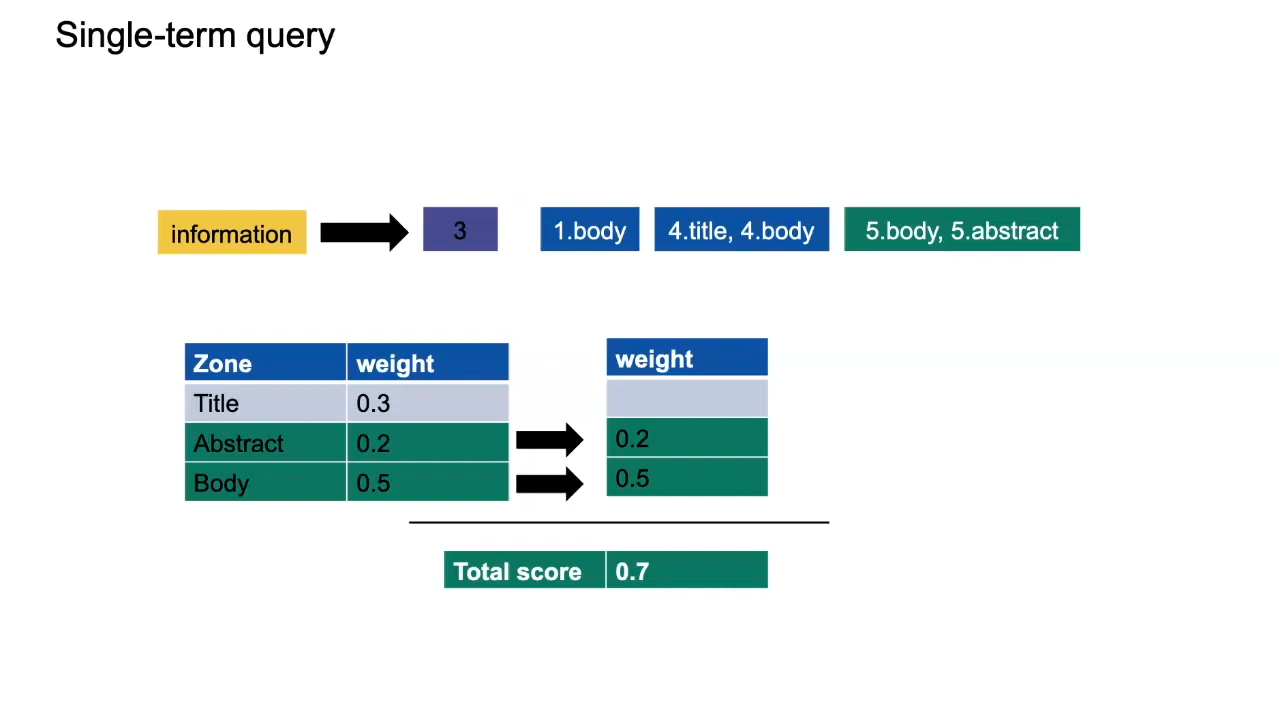 Single-term query
information 3 1.body 4.title, 4.body 5.body, 5.abstract
Zone weight weight
Title 0.3
Abstract 0.2 0.2
Body 0.5 0.5
Total score 0.7